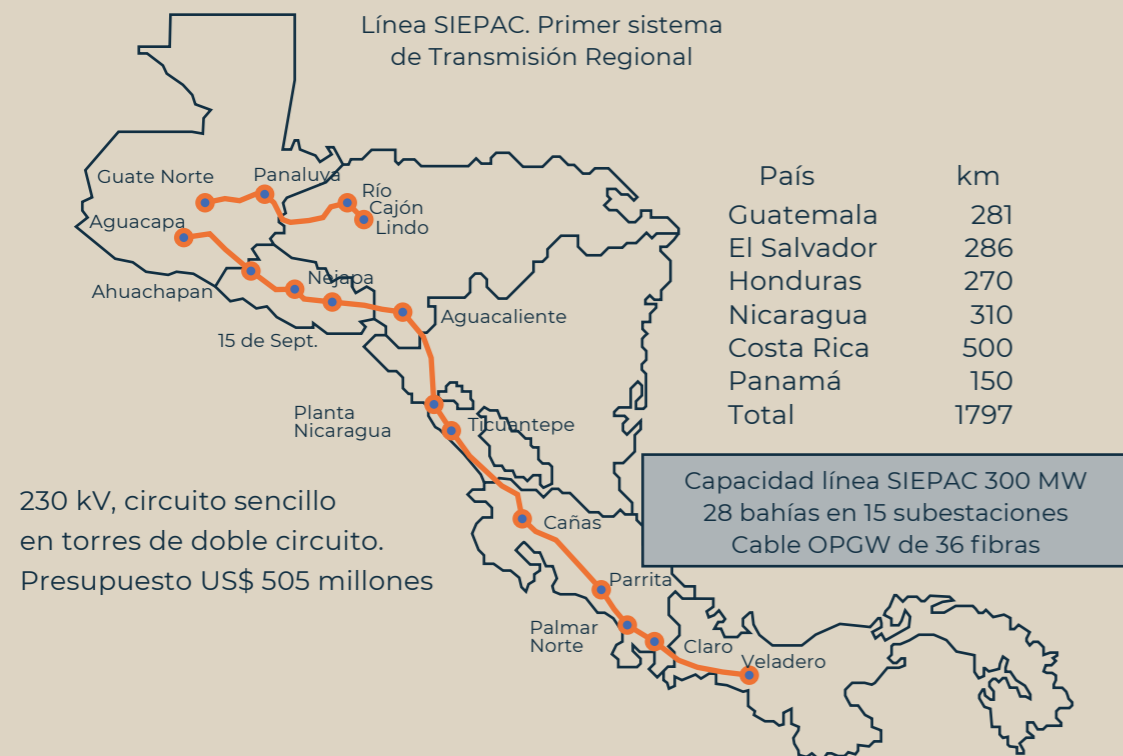 Línea SIEPAC. Primer sistema
de Transmisión Regional
Guate Norte
Panaluya
Río
Cajón
Lindo
Aguacapa
Ahuachapan
Nejapa
15 de Sept.
Aguacaliente
Planta
Nicaragua
Ticuantepe
Cañas
Parrita
Palmar
Norte
Claro
Veladero
País km
Guatemala 281
El Salvador 286
Honduras 270
Nicaragua 310
Costa Rica 500
Panamá 150
Total 1797
Capacidad línea SIEPAC 300 MW
28 bahías en 15 subestaciones
Cable OPGW de 36 fibras
230 kV, circuito sencillo
en torres de doble circuito.
Presupuesto US$ 505 millones